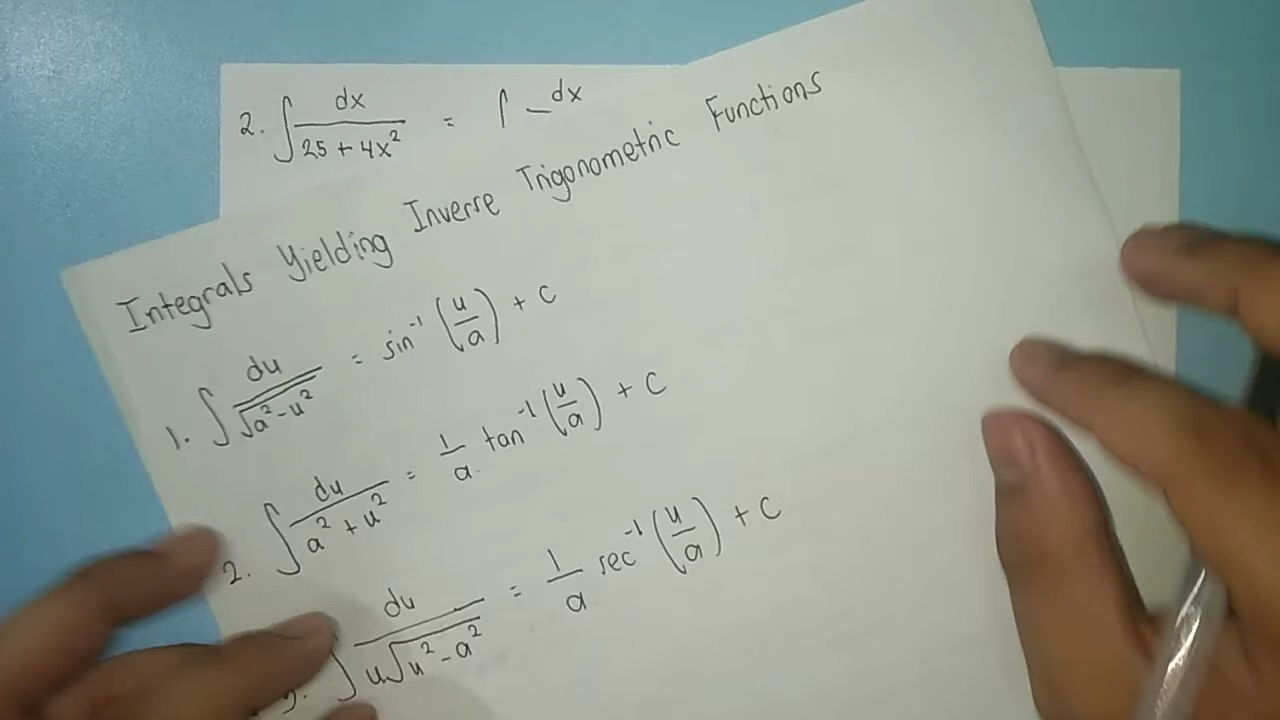 2. ∫ dx / (25 + 4x²) = ∫ — dx
Integrals Yielding Inverse Trigonometric Functions
1. ∫ du / √(a² - u²) = sin⁻¹ (u/a) + C
2. ∫ du / (a² + u²) = 1/a tan⁻¹ (u/a) + C
3. ∫ du / (u√(u² - a²)) = 1/a sec⁻¹ (u/a) + C